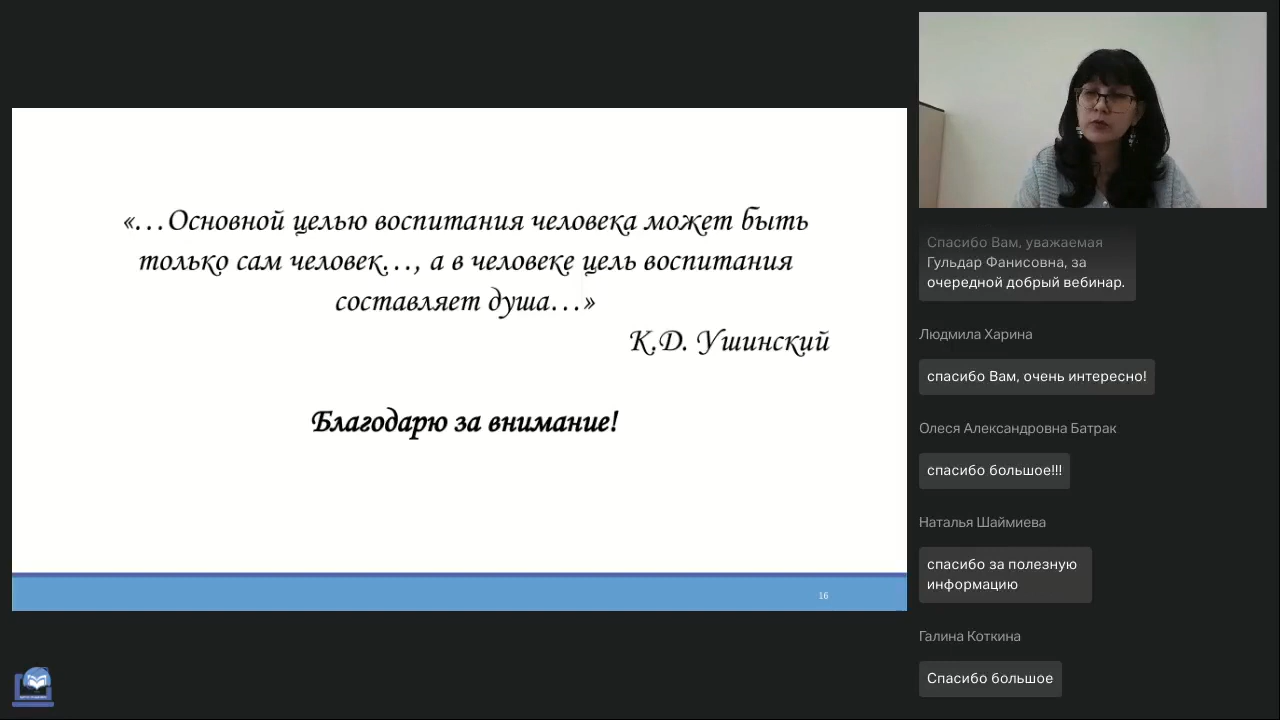 «…Основной целью воспитания человека может быть
только сам человек…, а в человеке цель воспитания
составляет душа…»
К.Д. Ушинский
Благодарю за внимание!
16
Спасибо Вам, уважаемая
Гульдар Фанисовна, за
очередной добрый вебинар.
Людмила Харина
спасибо Вам, очень интересно!
Олеся Александровна Батрак
спасибо большое!!!
Наталья Шаймиева
спасибо за полезную
информацию
Галина Коткина
Спасибо большое